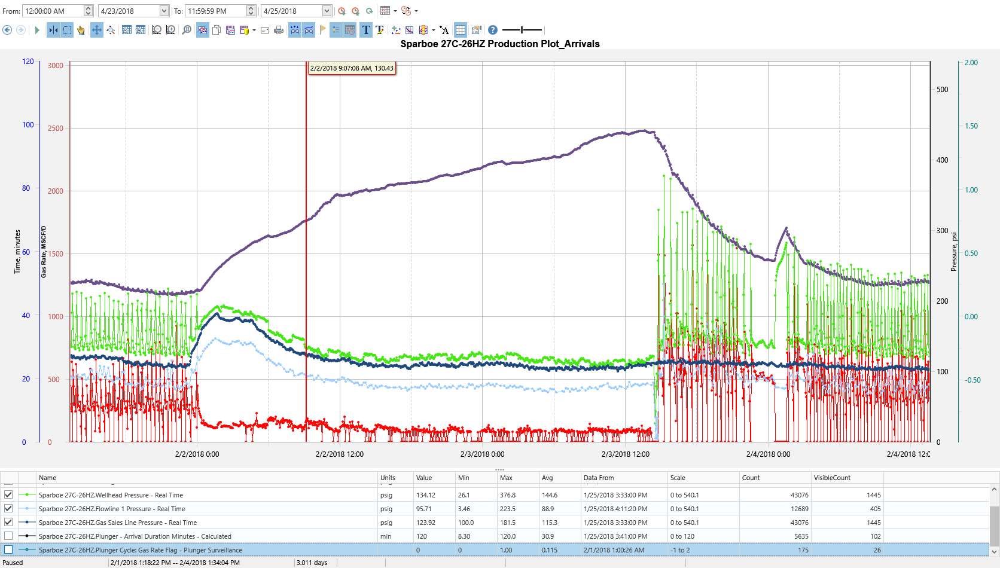 From: 12:00:00 AM 4/23/2018 To: 11:59:59 PM 4/25/2018
Sparboe 27C-26HZ Production Plot_Arrivals
2/2/2018 9:07:08 AM, 130.43
120
100
80
60
40
20
0
Time, minutes
3000
2500
2000
1500
1000
500
0
Gas Rate, MSCF/D
500
400
300
200
100
0
Pressure, psi
2.00
1.50
1.00
0.50
0.00
-0.50
2/2/2018 0:00 2/2/2018 12:00 2/3/2018 0:00 2/3/2018 12:00 2/4/2018 0:00 2/4/2018 12:0
Name Units Value Min Max Avg Data From Scale Count VisibleCount
Sparboe 27C-26HZ.Wellhead Pressure - Real Time psig 134.12 26.1 376.8 144.6 1/25/2018 3:33:00 PM 0 to 540.1 43076 1445
Sparboe 27C-26HZ.Flowline 1 Pressure - Real Time psig 95.71 3.46 223.5 88.9 1/25/2018 4:11:20 PM 0 to 540.1 12689 405
Sparboe 27C-26HZ.Gas Sales Line Pressure - Real Time psig 123.92 100.0 181.5 115.3 1/25/2018 3:33:00 PM 0 to 540.1 43076 1445
Sparboe 27C-26HZ.Plunger - Arrival Duration Minutes - Calculated min 120 8.30 120.0 30.9 1/25/2018 3:41:00 PM 0 to 120 5635 102
Sparboe 27C-26HZ.Plunger Cycle: Gas Rate Flag - Plunger Surveillance 0 0 1.00 0.115 2/1/2018 1:00:26 AM -1 to 2 175 26
Paused 2/1/2018 1:18:22 PM -- 2/4/2018 1:34:04 PM 3.011 days